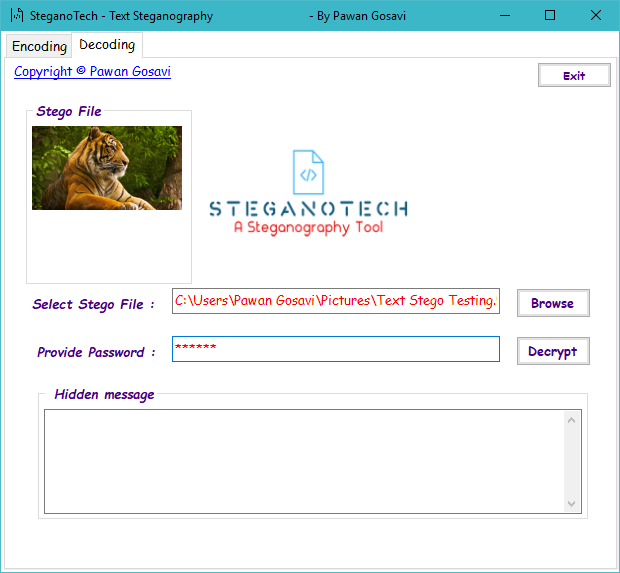 SteganoTech - Text Steganography - By Pawan Gosavi
Encoding Decoding
Copyright © Pawan Gosavi
Exit
Stego File
</>
STEGANOTECH
A Steganography Tool
Select Stego File : C:\Users\Pawan Gosavi\Pictures\Text Stego Testing. Browse
Provide Password : ****** Decrypt
Hidden message